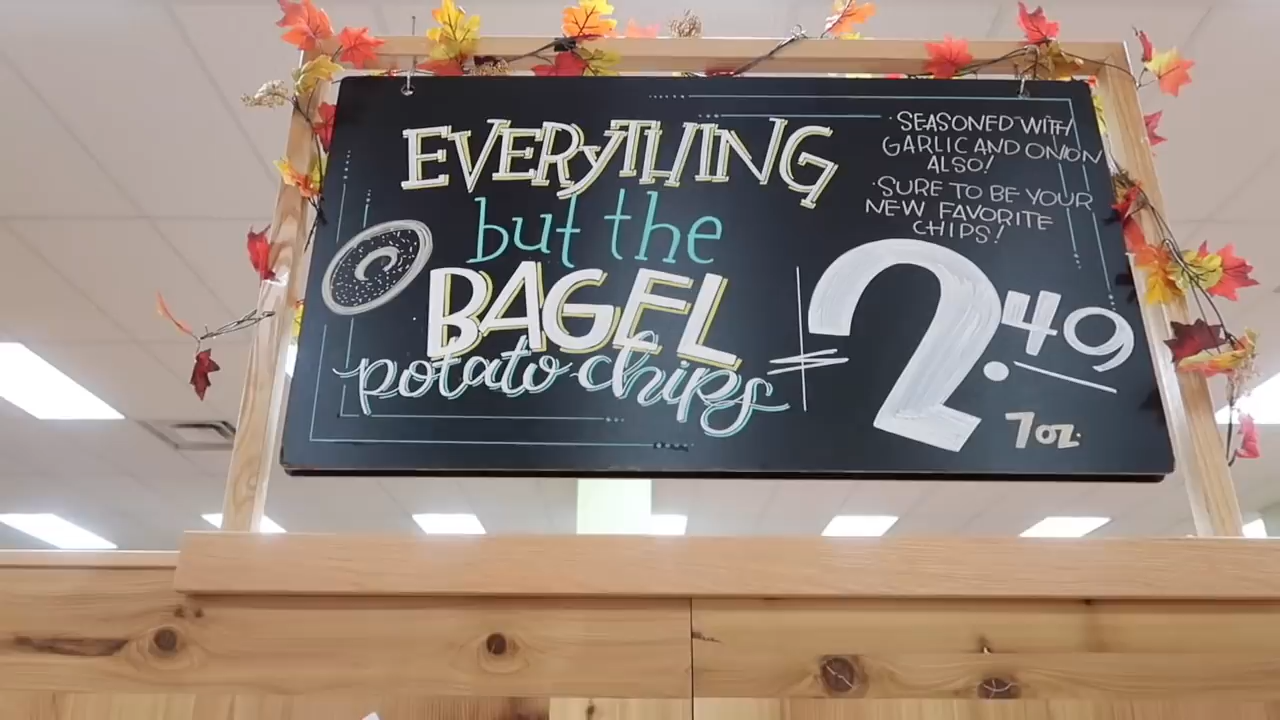 EVERYTHING
but the
BAGEL
potato chips
· SEASONED WITH
GARLIC AND ONION
ALSO!
· SURE TO BE YOUR
NEW FAVORITE
CHIPS!
$2.49
7oz.